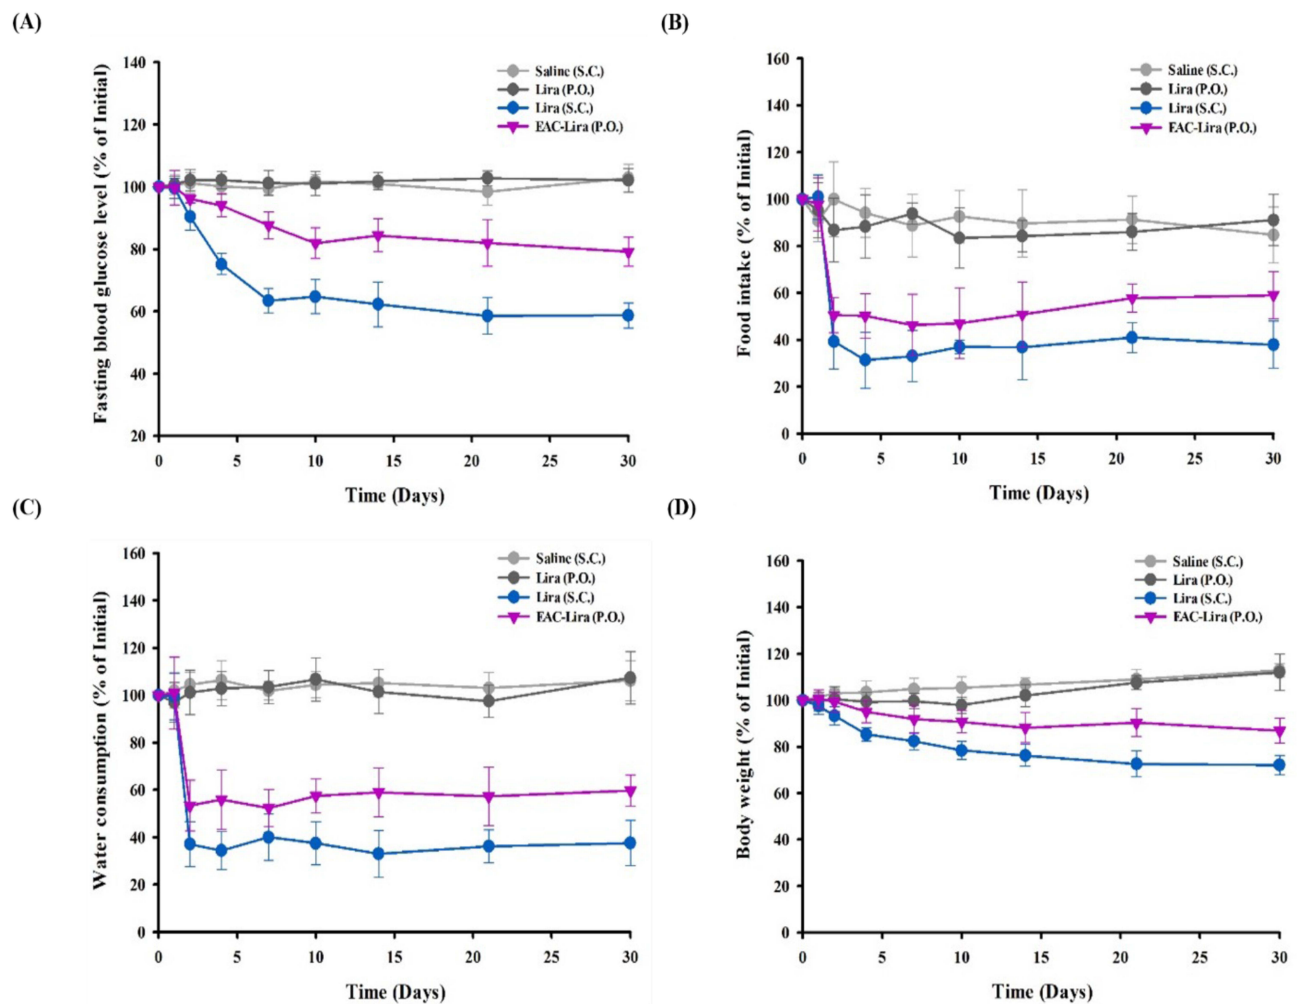 (A)
Fasting blood glucose level (% of Initial)
140
120
100
80
60
40
20
Saline (S.C.)
Lira (P.O.)
Lira (S.C.)
EAC-Lira (P.O.)
0 5 10 15 20 25 30
Time (Days)
(B)
Food intake (% of Initial)
160
140
120
100
80
60
40
20
0
Saline (S.C.)
Lira (P.O.)
Lira (S.C.)
EAC-Lira (P.O.)
0 5 10 15 20 25 30
Time (Days)
(C)
Water consumption (% of Initial)
160
140
120
100
80
60
40
20
0
Saline (S.C.)
Lira (P.O.)
Lira (S.C.)
EAC-Lira (P.O.)
0 5 10 15 20 25 30
Time (Days)
(D)
Body weight (% of Initial)
160
140
120
100
80
60
40
20
0
Saline (S.C.)
Lira (P.O.)
Lira (S.C.)
EAC-Lira (P.O.)
0 5 10 15 20 25 30
Time (Days)